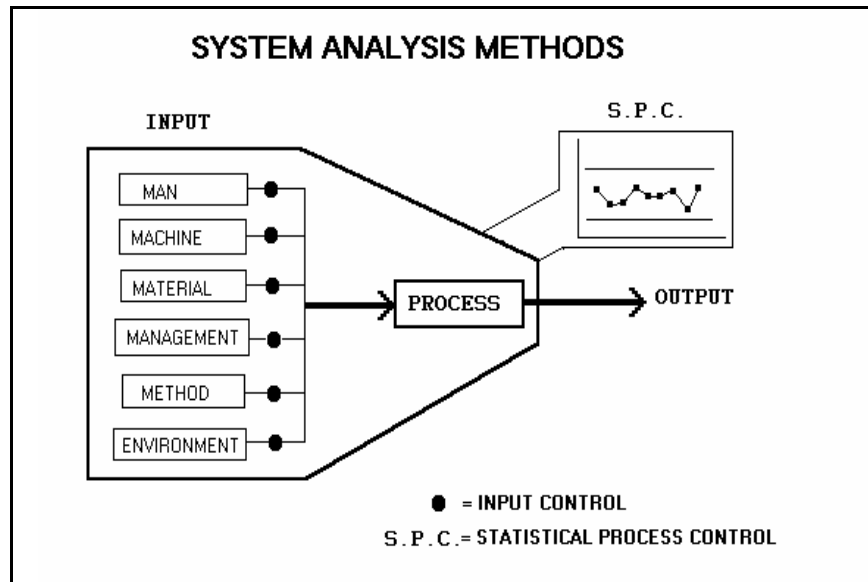 SYSTEM ANALYSIS METHODS
S.P.C.
INPUT
MAN
MACHINE
MATERIAL
MANAGEMENT
METHOD
ENVIRONMENT
PROCESS
OUTPUT
= INPUT CONTROL
S.P.C.= STATISTICAL PROCESS CONTROL